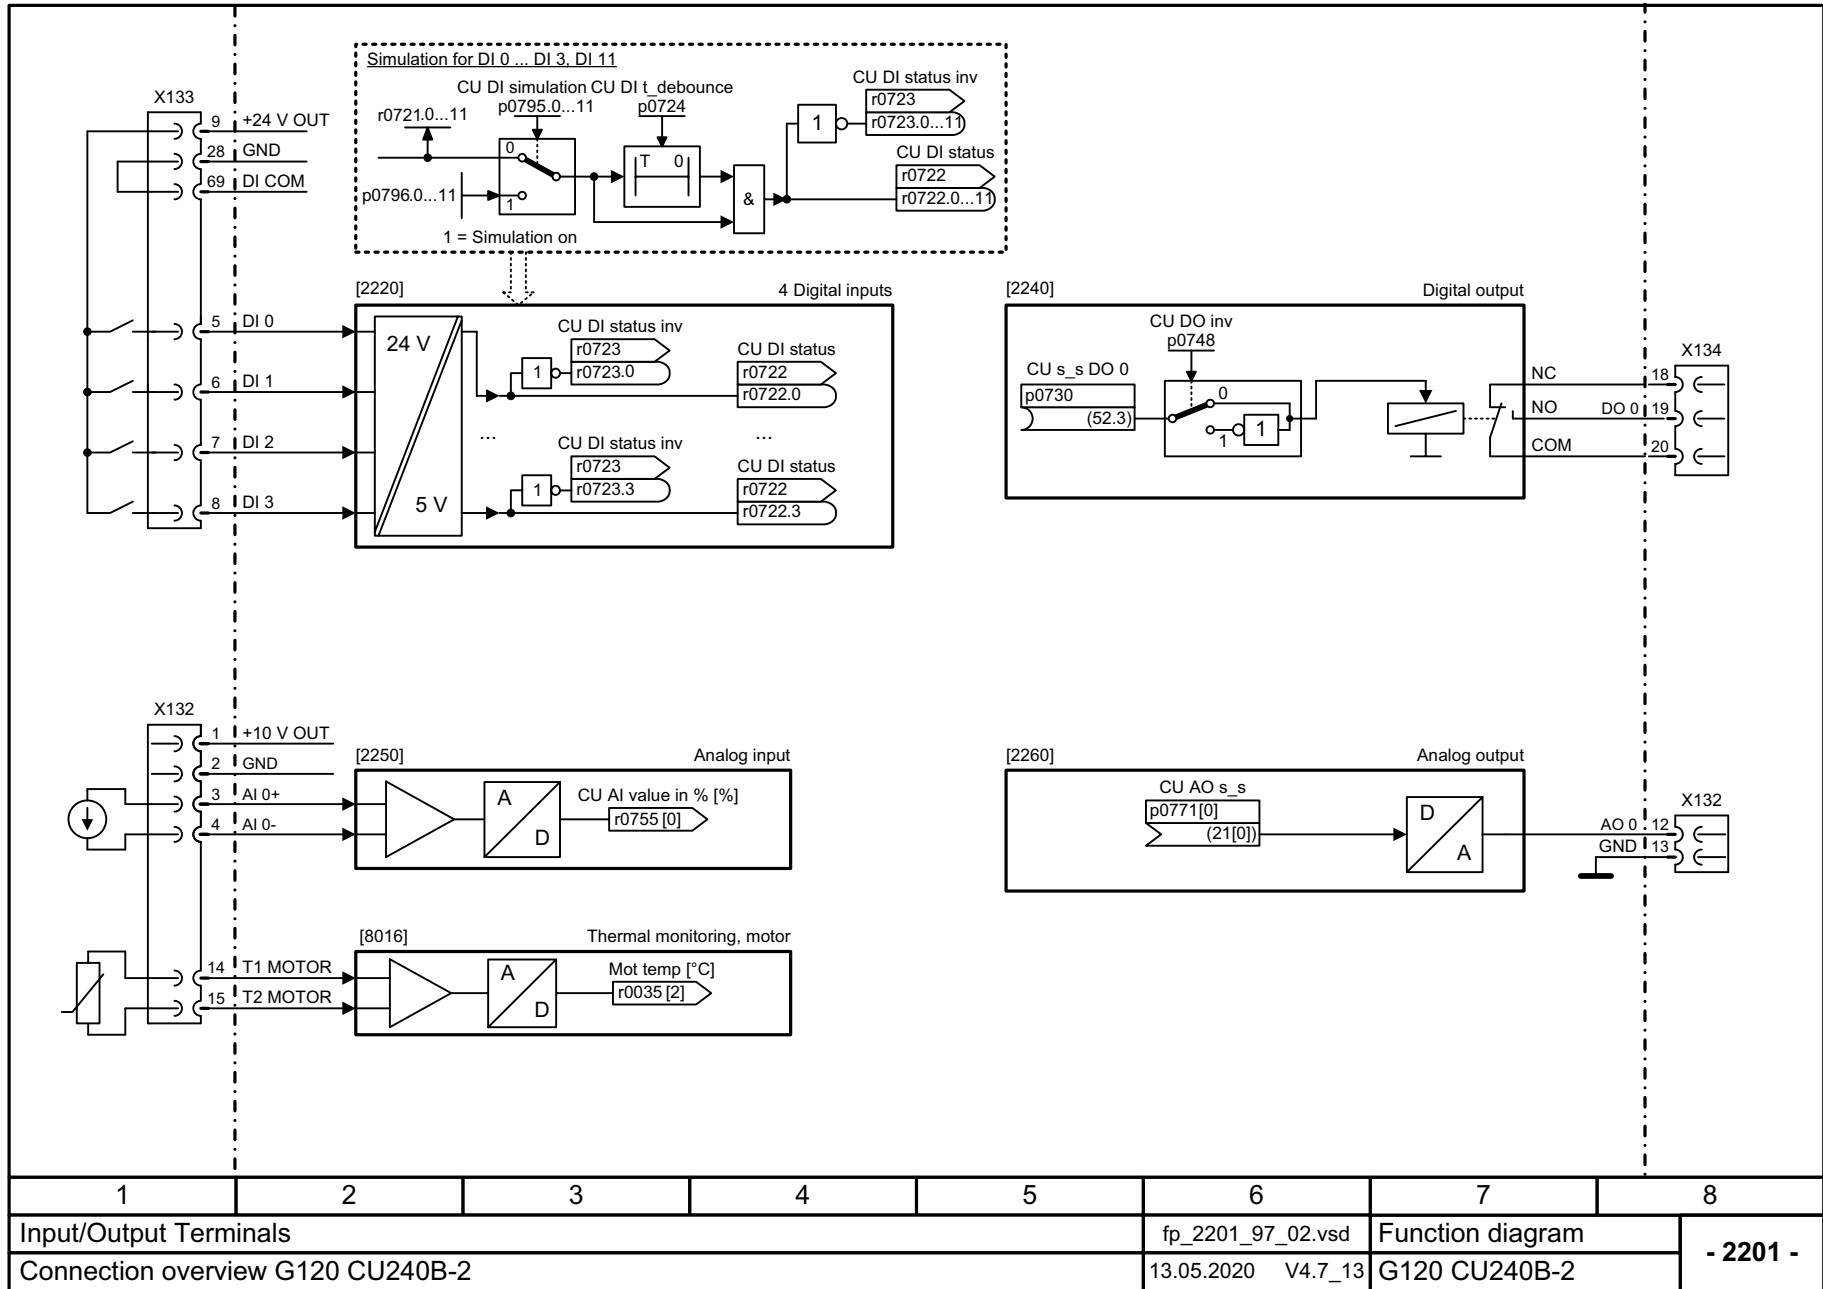 Simulation for DI 0 ... DI 3, DI 11
CU DI simulation
p0795.0...11
CU DI t_debounce
p0724
r0721.0...11
p0796.0...11
0
1
1 = Simulation on
T 0
&
1
CU DI status inv
r0723
r0723.0...11
CU DI status
r0722
r0722.0...11
X133
9 +24 V OUT
28 GND
69 DI COM
5 DI 0
6 DI 1
7 DI 2
8 DI 3
[2220]
4 Digital inputs
24 V
5 V
CU DI status inv
r0723
r0723.0
1
CU DI status
r0722
r0722.0
...
...
CU DI status inv
r0723
r0723.3
1
CU DI status
r0722
r0722.3
[2240]
Digital output
CU DO inv
p0748
CU s_s DO 0
p0730
(52.3)
0
1
1
NC
NO
COM
DO 0
X134
18
19
20
X132
1 +10 V OUT
2 GND
3 AI 0+
4 AI 0-
14 T1 MOTOR
15 T2 MOTOR
[2250]
Analog input
A
D
CU AI value in % [%]
r0755 [0]
[8016]
Thermal monitoring, motor
A
D
Mot temp [°C]
r0035 [2]
[2260]
Analog output
CU AO s_s
p0771[0]
(21[0])
D
A
X132
AO 0 12
GND 13
1 2 3 4 5 6 7 8
Input/Output Terminals
fp_2201_97_02.vsd
Function diagram
- 2201 -
Connection overview G120 CU240B-2
13.05.2020 V4.7_13
G120 CU240B-2